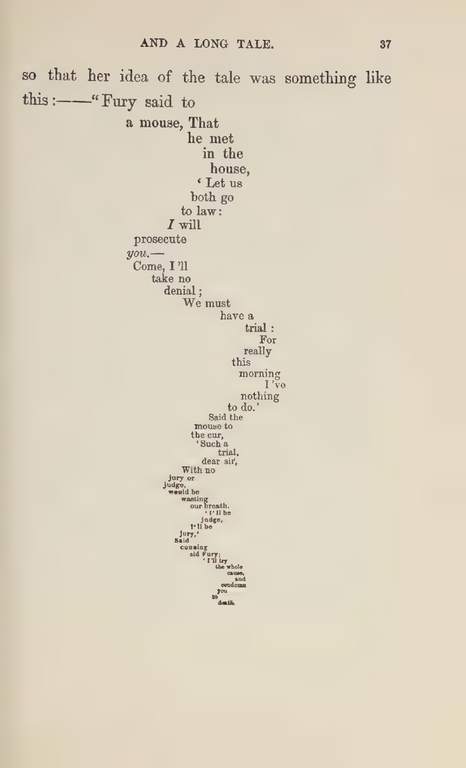 AND A LONG TALE. 37
so that her idea of the tale was something like
this:——“Fury said to
a mouse, That
he met
in the
house,
‘Let us
both go
to law:
I will
prosecute
you.—
Come, I’ll
take no
denial;
We must
have a
trial:
For
really
this
morning
I’ve
nothing
to do.’
Said the
mouse to
the cur,
‘Such a
trial,
dear sir,
With no
jury or
judge,
would be
wasting
our breath.
‘I’ll be
judge,
I’ll be
jury,’
Said
cunning
old Fury;
‘I’ll try
the whole
cause,
and
condemn
you
to
death.